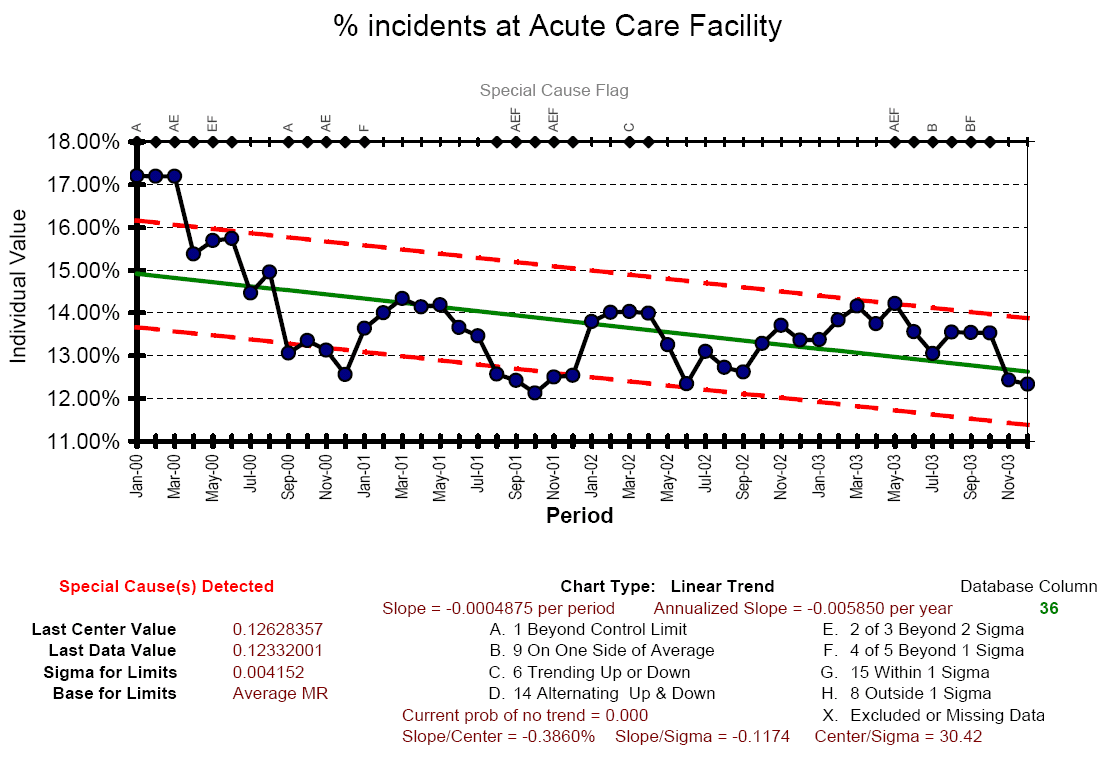 % incidents at Acute Care Facility
Special Cause Flag
A AE EF A AE F AEF AEF C AEF B BF
18.00%
17.00%
16.00%
15.00%
14.00%
13.00%
12.00%
11.00%
Individual Value
Jan-00 Mar-00 May-00 Jul-00 Sep-00 Nov-00 Jan-01 Mar-01 May-01 Jul-01 Sep-01 Nov-01 Jan-02 Mar-02 May-02 Jul-02 Sep-02 Nov-02 Jan-03 Mar-03 May-03 Jul-03 Sep-03 Nov-03
Period
Special Cause(s) Detected Chart Type: Linear Trend Database Column
Slope = -0.0004875 per period Annualized Slope = -0.005850 per year 36
Last Center Value 0.12628357 A. 1 Beyond Control Limit E. 2 of 3 Beyond 2 Sigma
Last Data Value 0.12332001 B. 9 On One Side of Average F. 4 of 5 Beyond 1 Sigma
Sigma for Limits 0.004152 C. 6 Trending Up or Down G. 15 Within 1 Sigma
Base for Limits Average MR D. 14 Alternating Up & Down H. 8 Outside 1 Sigma
Current prob of no trend = 0.000 X. Excluded or Missing Data
Slope/Center = -0.3860% Slope/Sigma = -0.1174 Center/Sigma = 30.42